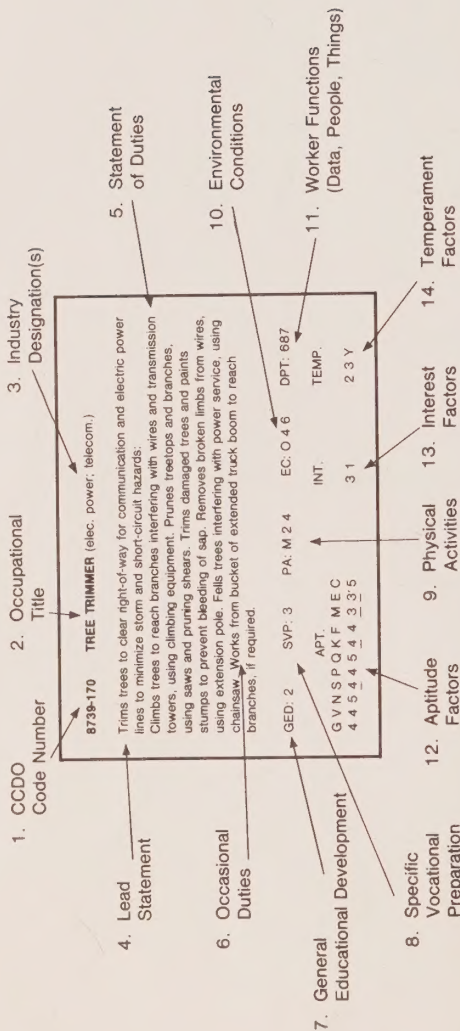 1. CCDO
Code Number
2. Occupational
Title
3. Industry
Designation(s)
4. Lead
Statement
5. Statement
of Duties
6. Occasional
Duties
8739-170 TREE TRIMMER (elec. power; telecom.)
Trims trees to clear right-of-way for communication and electric power
lines to minimize storm and short-circuit hazards:
Climbs trees to reach branches interfering with wires and transmission
towers, using climbing equipment. Prunes treetops and branches,
using saws and pruning shears. Trims damaged trees and paints
stumps to prevent bleeding of sap. Removes broken limbs from wires,
using extension pole. Fells trees interfering with power service, using
chainsaw. Works from bucket of extended truck boom to reach
branches, if required.
GED: 2 SVP: 3 PA: M 2 4 EC: O 4 6 DPT: 687
APT. INT. TEMP.
G V N S P Q K F M E C
4 4 5 4 4 5 4 4 3 3 5 3 1 2 3 Y
7. General
Educational Development
8. Specific
Vocational
Preparation
12. Aptitude
Factors
9. Physical
Activities
13. Interest
Factors
10. Environmental
Conditions
11. Worker Functions
(Data, People, Things)
14. Temperament
Factors